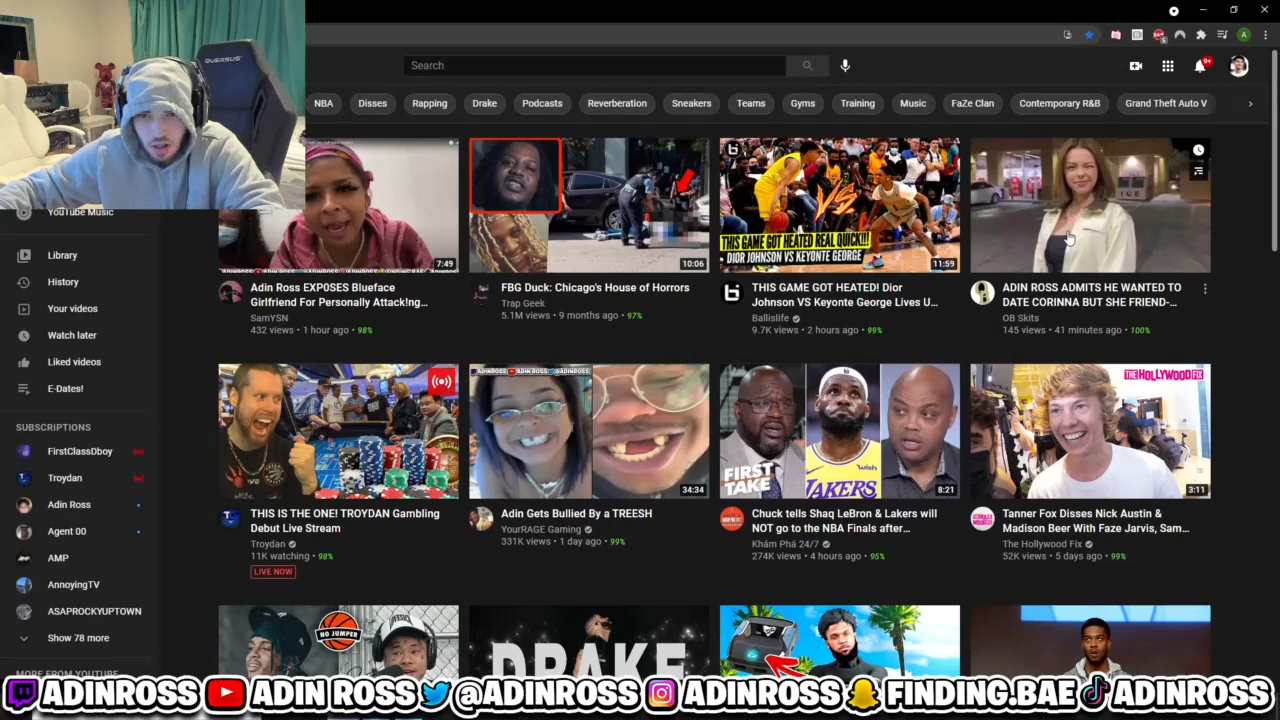 QUERSUS
Search
9+
A
NBA
Disses
Rapping
Drake
Podcasts
Reverberation
Sneakers
Teams
Gyms
Training
Music
FaZe Clan
Contemporary R&B
Grand Theft Auto V
YouTube Music
Library
History
Your videos
Watch later
Liked videos
E-Dates!
SUBSCRIPTIONS
FirstClassDboy
Troydan
Adin Ross
Agent 00
AMP
AnnoyingTV
ASAPROCKYUPTOWN
Show 78 more
MORE FROM YOUTUBE
7:49
Adin Ross EXP0SES Blueface
Girlfriend For Personally Attack!ng...
SamYSN
432 views • 1 hour ago • 98%
10:06
FBG Duck: Chicago's House of Horrors
Trap Geek
5.1M views • 9 months ago • 97%
VS
THIS GAME GOT HEATED REAL QUICK!!!
DIOR JOHNSON VS KEYONTE GEORGE
11:59
THIS GAME GOT HEATED! Dior
Johnson VS Keyonte George Lives U...
Ballislife
9.7K views • 2 hours ago • 99%
ICE
ADIN ROSS ADMITS HE WANTED TO
DATE CORINNA BUT SHE FRIEND-...
OB Skits
145 views • 41 minutes ago • 100%
THIS IS THE ONE! TROYDAN Gambling
Debut Live Stream
Troydan
11K watching • 98%
LIVE NOW
34:34
Adin Gets Bullied By a TREESH
YourRAGE Gaming
331K views • 1 day ago • 99%
FIRST
TAKE
wish
LAKERS
8:21
Chuck tells Shaq LeBron & Lakers will
NOT go to the NBA Finals after...
Khám Phá 24/7
274K views • 4 hours ago • 95%
THE HOLLYWOOD FIX
3:11
Tanner Fox Disses Nick Austin &
Madison Beer With Faze Jarvis, Sam...
The Hollywood Fix
52K views • 5 days ago • 99%
NO JUMPER
DRAKE
ADINROSS
ADIN ROSS
@ADINROSS
ADINROSS
FINDING.BAE
ADINROSS